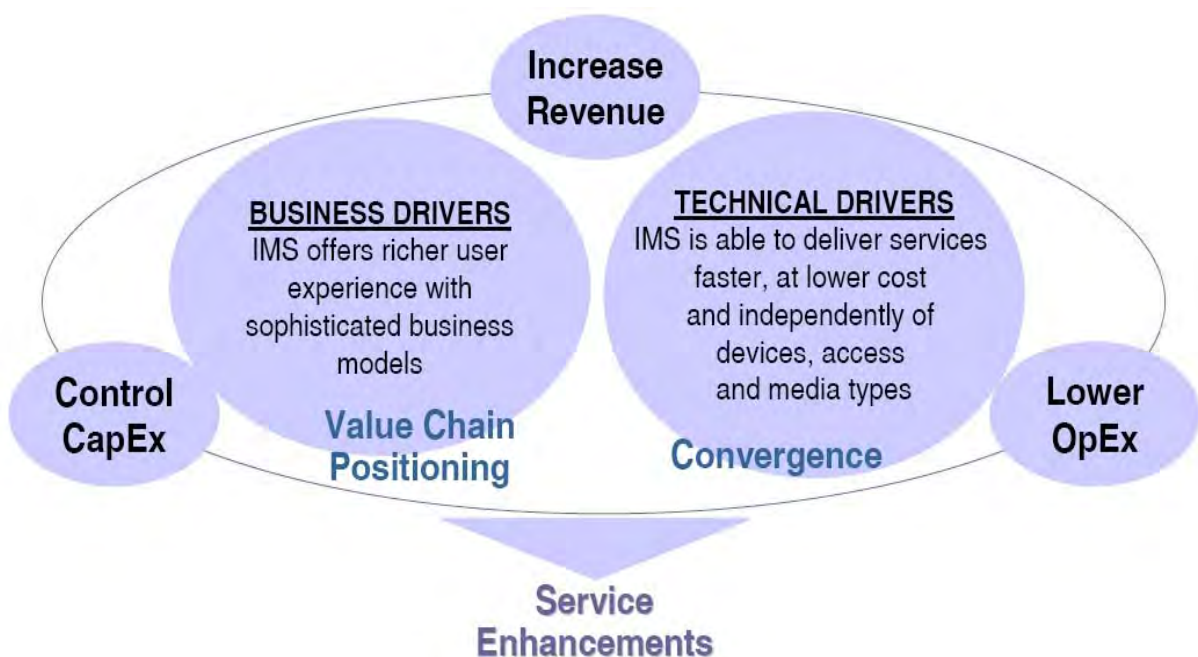 Increase
Revenue
BUSINESS DRIVERS
IMS offers richer user
experience with
sophisticated business
models
Value Chain
Positioning
TECHNICAL DRIVERS
IMS is able to deliver services
faster, at lower cost
and independently of
devices, access
and media types
Convergence
Control
CapEx
Lower
OpEx
Service
Enhancements